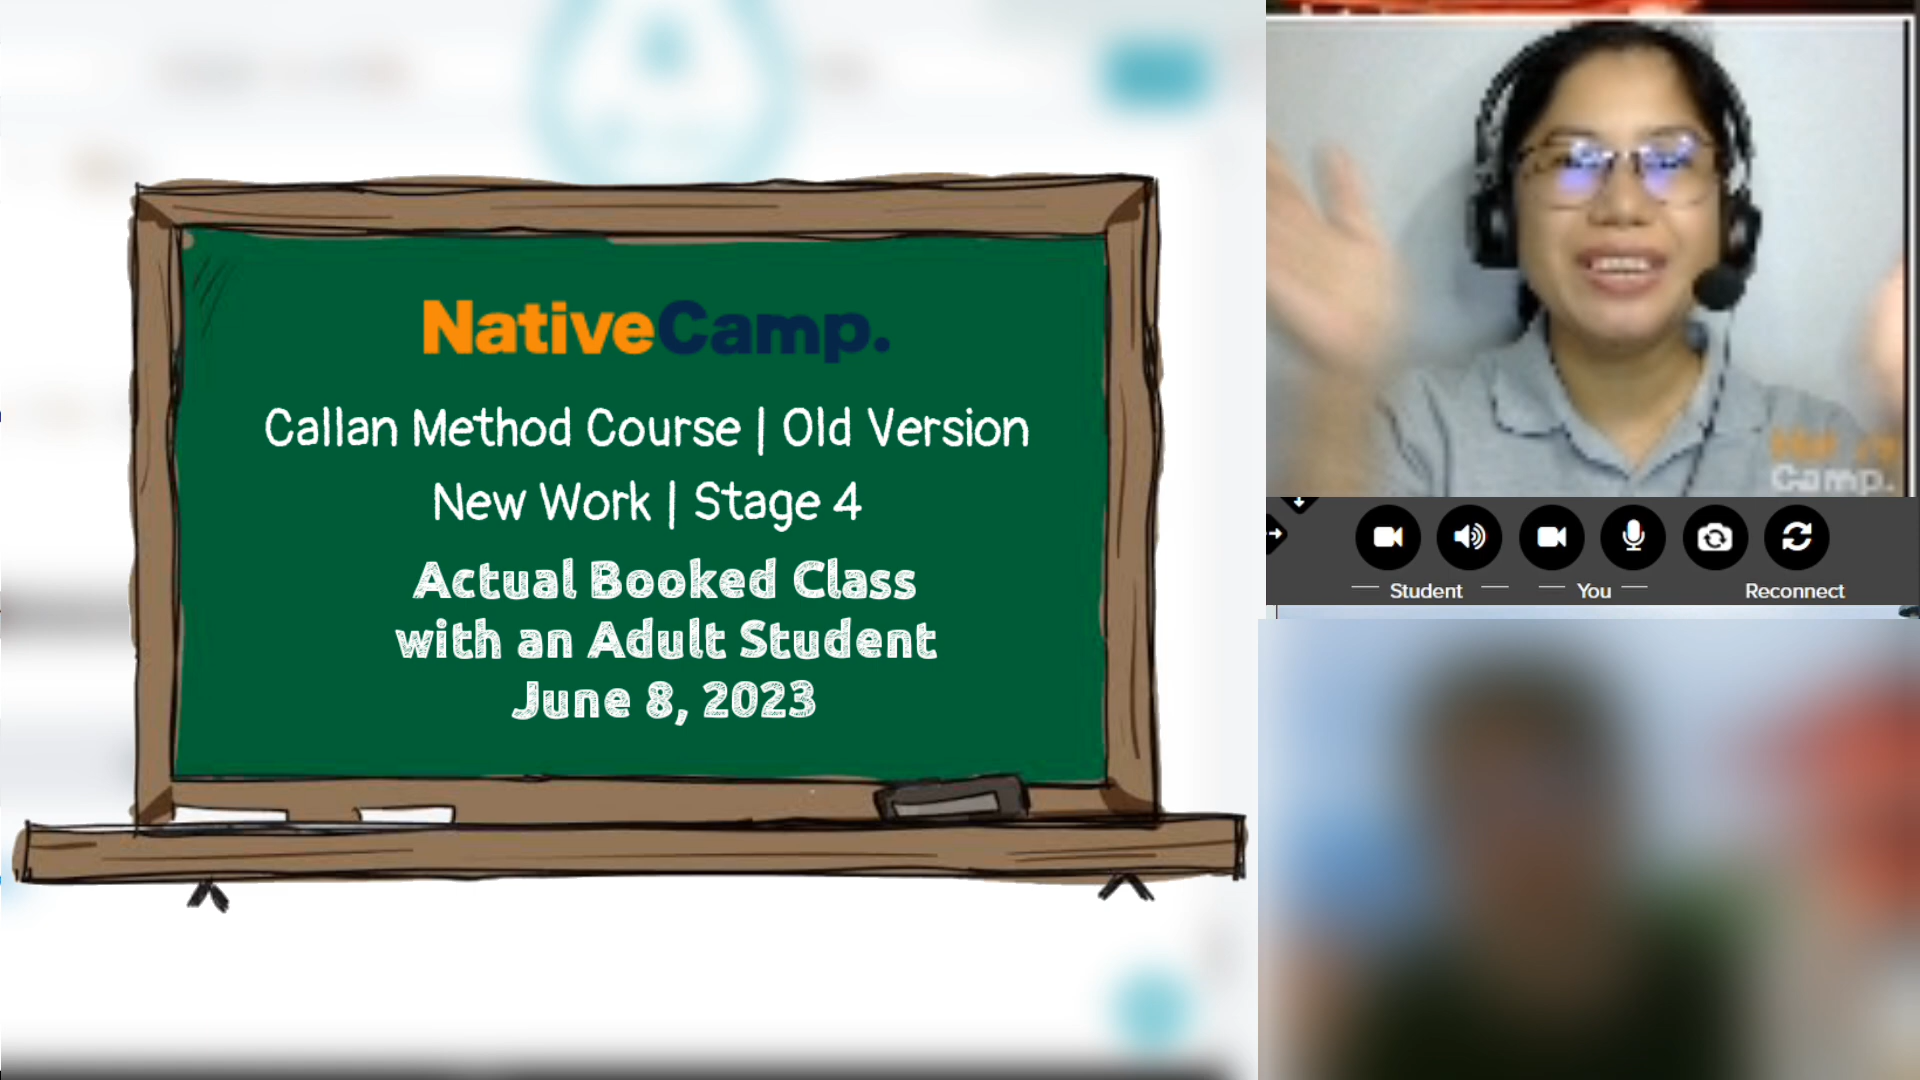 NativeCamp.
Callan Method Course | Old Version
New Work | Stage 4
Actual Booked Class
with an Adult Student
June 8, 2023
Camp.
Student
You
Reconnect